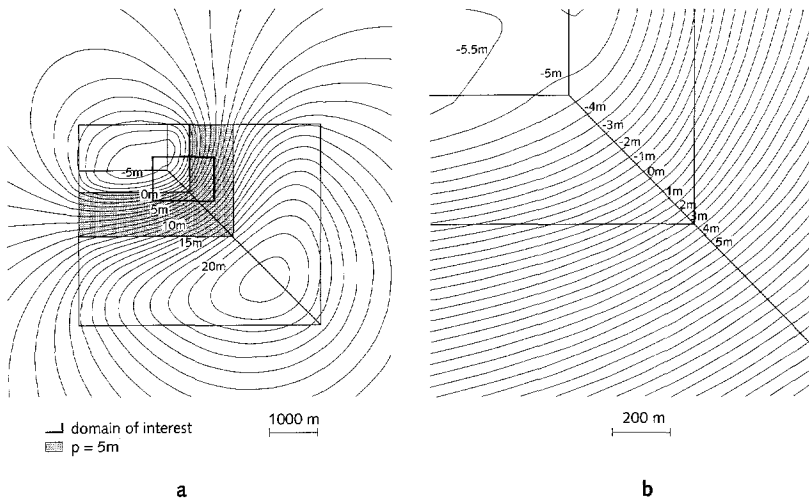 -5m
0m
5m
10m
15m
20m
domain of interest
p = 5m
1000 m
a
-5.5m
-5m
-4m
-3m
-2m
-1m
0m
1m
2m
3m
4m
5m
200 m
b